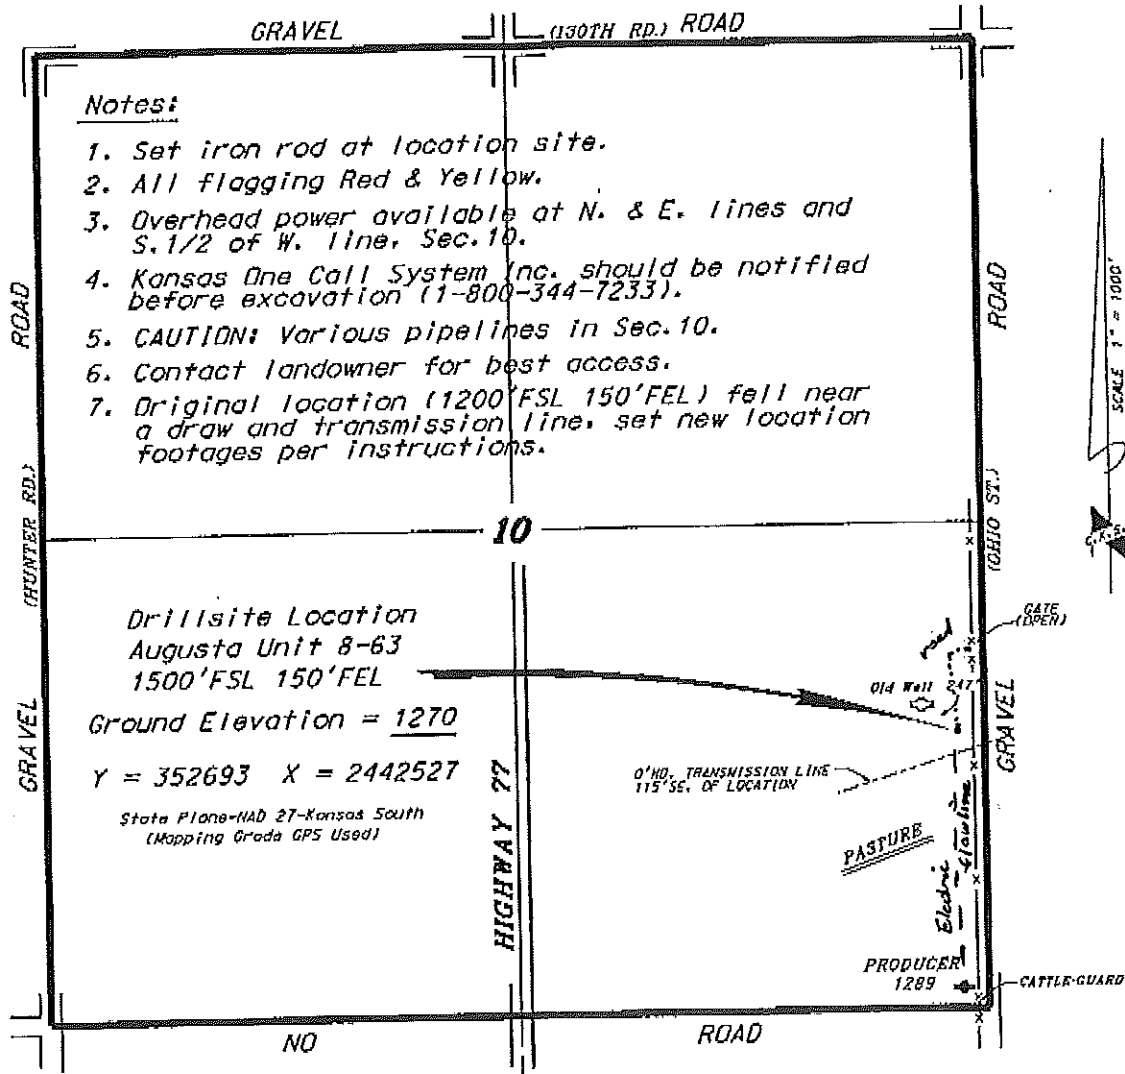 GRAVEL (130TH RD.) ROAD
Notes:
1. Set iron rod at location site.
2. All flagging Red & Yellow.
3. Overhead power available at N. & E. lines and
S. 1/2 of W. line, Sec. 10.
4. Kansas One Call System Inc. should be notified
before excavation (1-800-344-7233).
5. CAUTION: Various pipelines in Sec. 10.
6. Contact landowner for best access.
7. Original location (1200'FSL 150'FEL) fell near
a draw and transmission line, set new location
footages per instructions.
ROAD
(HUNTER RD.)
GRAVEL
ROAD
(OHIO ST.)
GRAVEL
SCALE 1" = 1000'
10
Drillsite Location
Augusta Unit 8-63
1500'FSL 150'FEL
Ground Elevation = 1270
Y = 352693 X = 2442527
State Plane-NAD 27-Kansas South
(Mapping Grade GPS Used)
HIGHWAY 77
GATE
(OPEN)
road
Old Well 247'
O'HD. TRANSMISSION LINE
115'SE. OF LOCATION
PASTURE
Electric
flowline
PRODUCER
1289
CATTLE-GUARD
NO ROAD